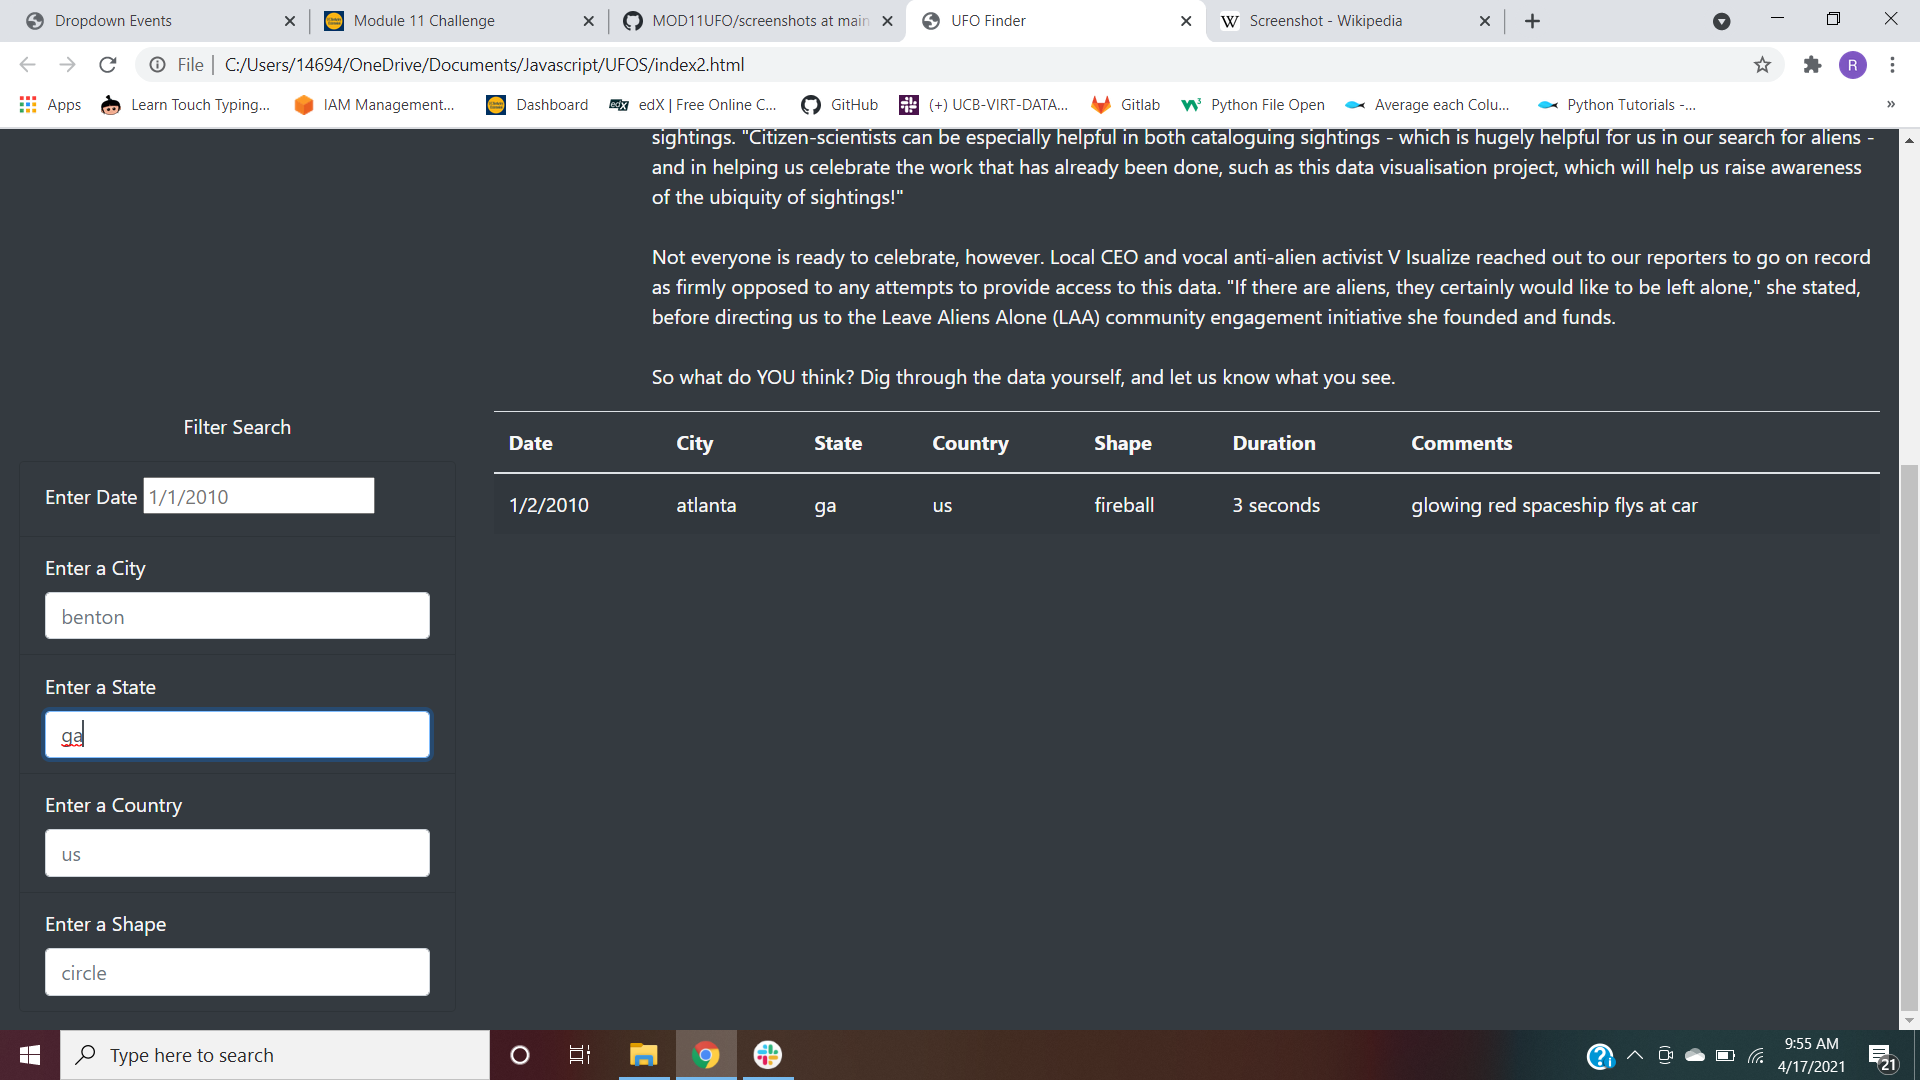 Dropdown Events
Module 11 Challenge
MOD11UFO/screenshots at main
UFO Finder
W Screenshot - Wikipedia
File | C:/Users/14694/OneDrive/Documents/Javascript/UFOS/index2.html
R
Apps
Learn Touch Typing...
IAM Management...
Dashboard
edX edX | Free Online C...
GitHub
(+) UCB-VIRT-DATA...
Gitlab
W3 Python File Open
Average each Colu...
Python Tutorials -...
»
sightings. "Citizen-scientists can be especially helpful in both cataloguing sightings - which is hugely helpful for us in our search for aliens -
and in helping us celebrate the work that has already been done, such as this data visualisation project, which will help us raise awareness
of the ubiquity of sightings!"
Not everyone is ready to celebrate, however. Local CEO and vocal anti-alien activist V Isualize reached out to our reporters to go on record
as firmly opposed to any attempts to provide access to this data. "If there are aliens, they certainly would like to be left alone," she stated,
before directing us to the Leave Aliens Alone (LAA) community engagement initiative she founded and funds.
So what do YOU think? Dig through the data yourself, and let us know what you see.
Filter Search
Enter Date 1/1/2010
Enter a City
benton
Enter a State
ga
Enter a Country
us
Enter a Shape
circle
Date City State Country Shape Duration Comments
1/2/2010 atlanta ga us fireball 3 seconds glowing red spaceship flys at car
Type here to search
9:55 AM
4/17/2021
21